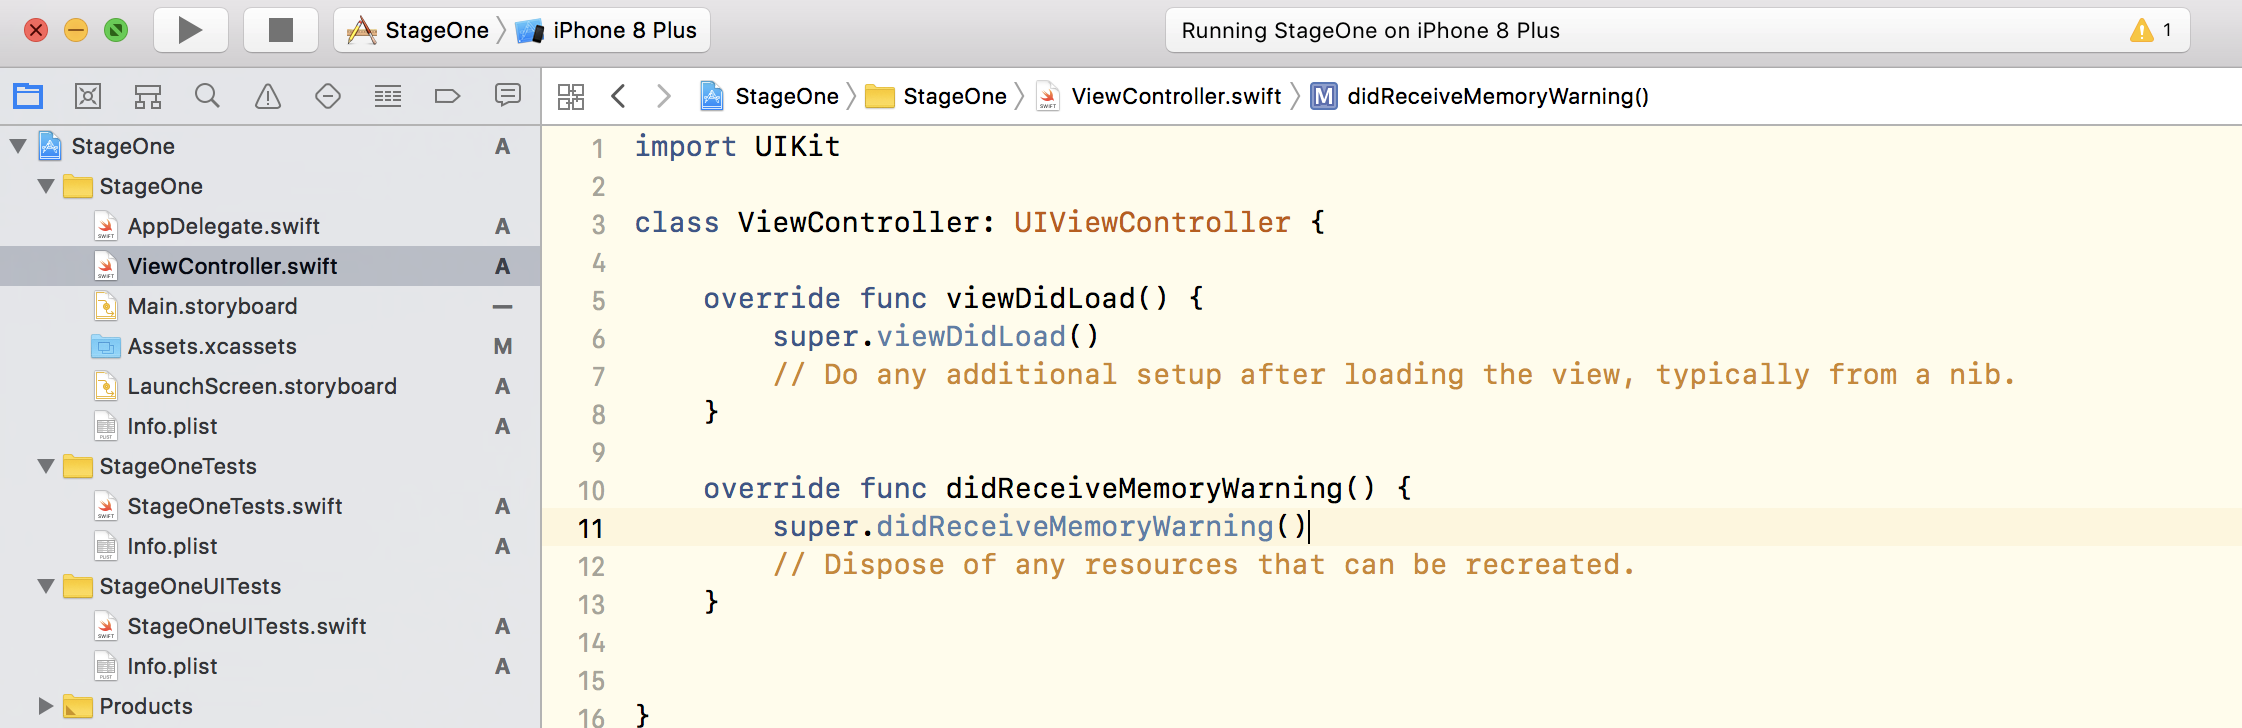 StageOne iPhone 8 Plus
Running StageOne on iPhone 8 Plus 1
StageOne StageOne ViewController.swift M didReceiveMemoryWarning()
StageOne A
StageOne
AppDelegate.swift A
ViewController.swift A
Main.storyboard —
Assets.xcassets M
LaunchScreen.storyboard A
Info.plist A
StageOneTests
StageOneTests.swift A
Info.plist A
StageOneUITests
StageOneUITests.swift A
Info.plist A
Products
1 import UIKit
2
3 class ViewController: UIViewController {
4
5 override func viewDidLoad() {
6 super.viewDidLoad()
7 // Do any additional setup after loading the view, typically from a nib.
8 }
9
10 override func didReceiveMemoryWarning() {
11 super.didReceiveMemoryWarning()
12 // Dispose of any resources that can be recreated.
13 }
14
15
16 }